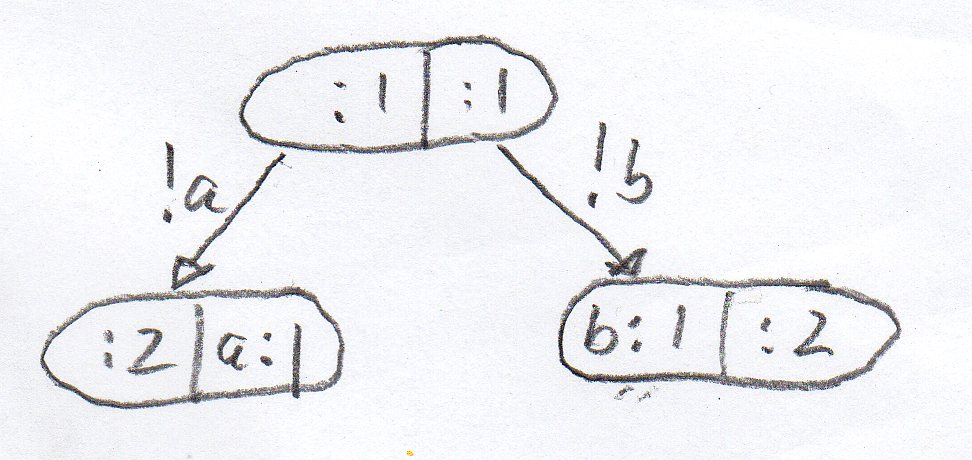 :1 | :1
!a !b
:2 | a:1
b:1 | :2